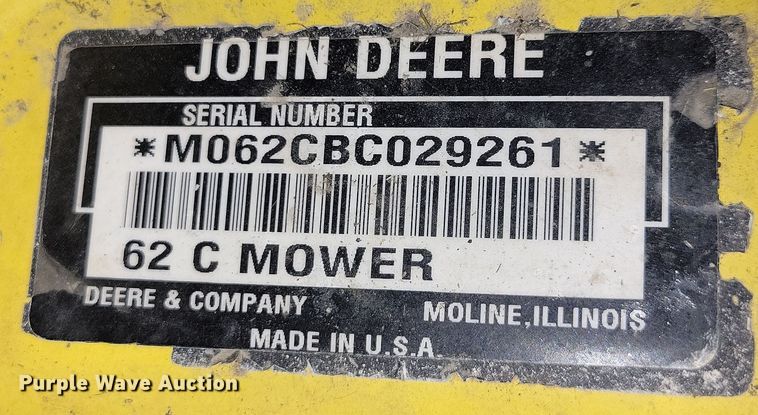 JOHN DEERE
SERIAL NUMBER
*M062CBC029261*
62 C MOWER
DEERE & COMPANY MOLINE, ILLINOIS
MADE IN U.S.A.
Purple Wave Auction